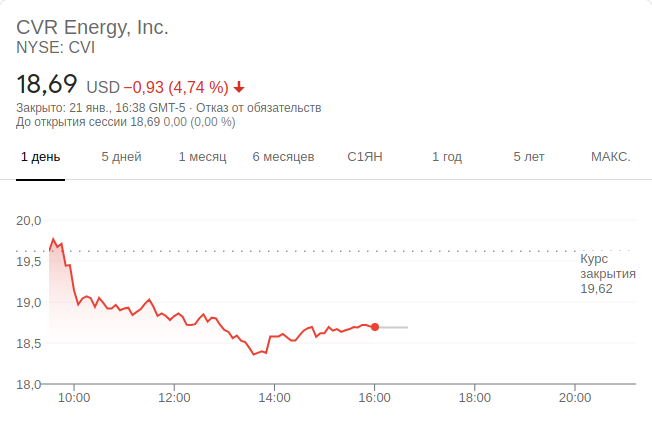 CVR Energy, Inc.
NYSE: CVI
18,69 USD −0,93 (4,74 %)
Закрыто: 21 янв., 16:38 GMT-5 · Отказ от обязательств
До открытия сессии 18,69 0,00 (0,00 %)
1 день 5 дней 1 месяц 6 месяцев С1ЯН 1 год 5 лет МАКС.
20,0
19,5
19,0
18,5
18,0
Курс
закрытия
19,62
10:00 12:00 14:00 16:00 18:00 20:00